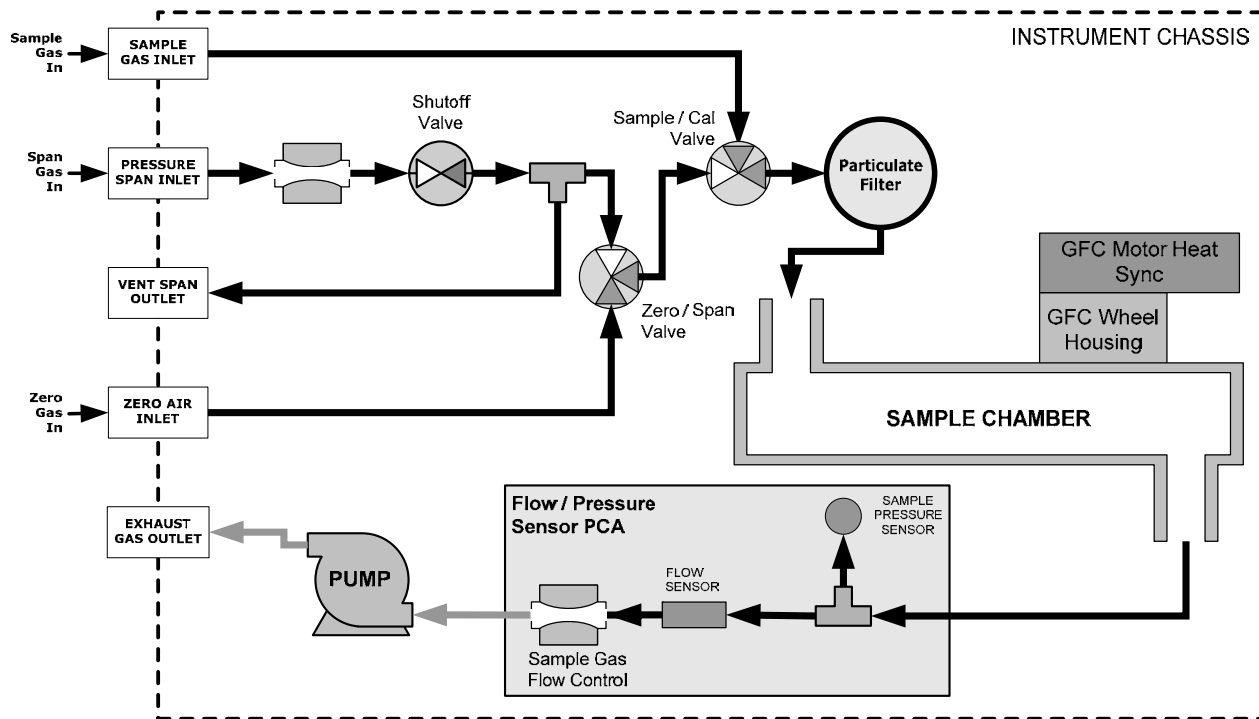 INSTRUMENT CHASSIS
Sample
Gas
In
SAMPLE
GAS INLET
Span
Gas
In
PRESSURE
SPAN INLET
Shutoff
Valve
Sample / Cal
Valve
Particulate
Filter
VENT SPAN
OUTLET
Zero / Span
Valve
GFC Motor Heat
Sync
GFC Wheel
Housing
Zero
Gas
In
ZERO AIR
INLET
SAMPLE CHAMBER
EXHAUST
GAS OUTLET
PUMP
Flow / Pressure
Sensor PCA
SAMPLE
PRESSURE
SENSOR
FLOW
SENSOR
Sample Gas
Flow Control